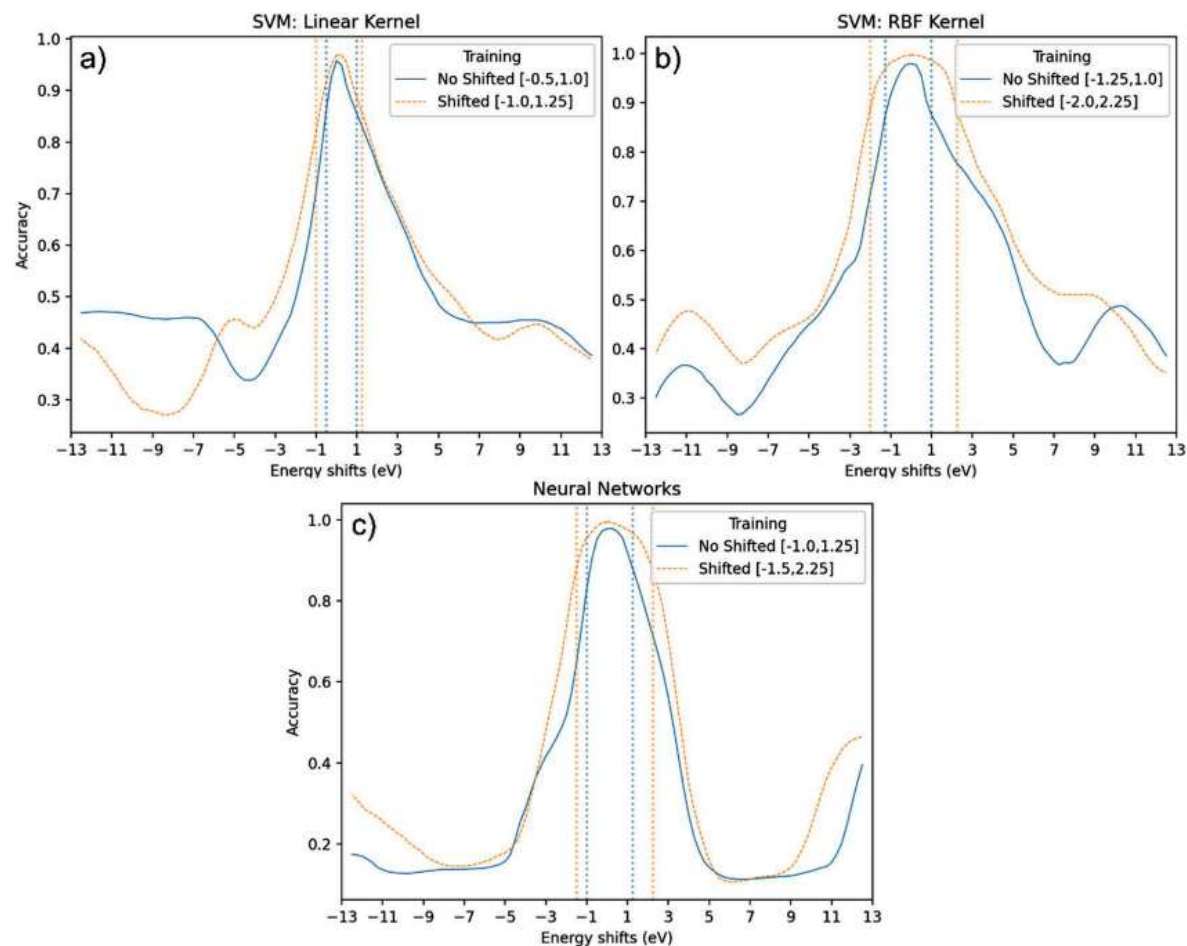 SVM: Linear Kernel
a)
Training
No Shifted [-0.5,1.0]
Shifted [-1.0,1.25]
Accuracy
1.0
0.9
0.8
0.7
0.6
0.5
0.4
0.3
−13 −11 −9 −7 −5 −3 −1 1 3 5 7 9 11 13
Energy shifts (eV)
SVM: RBF Kernel
b)
Training
No Shifted [-1.25,1.0]
Shifted [-2.0,2.25]
1.0
0.9
0.8
0.7
0.6
0.5
0.4
0.3
−13 −11 −9 −7 −5 −3 −1 1 3 5 7 9 11 13
Energy shifts (eV)
Neural Networks
c)
Training
No Shifted [-1.0,1.25]
Shifted [-1.5,2.25]
Accuracy
1.0
0.8
0.6
0.4
0.2
−13 −11 −9 −7 −5 −3 −1 1 3 5 7 9 11 13
Energy shifts (eV)